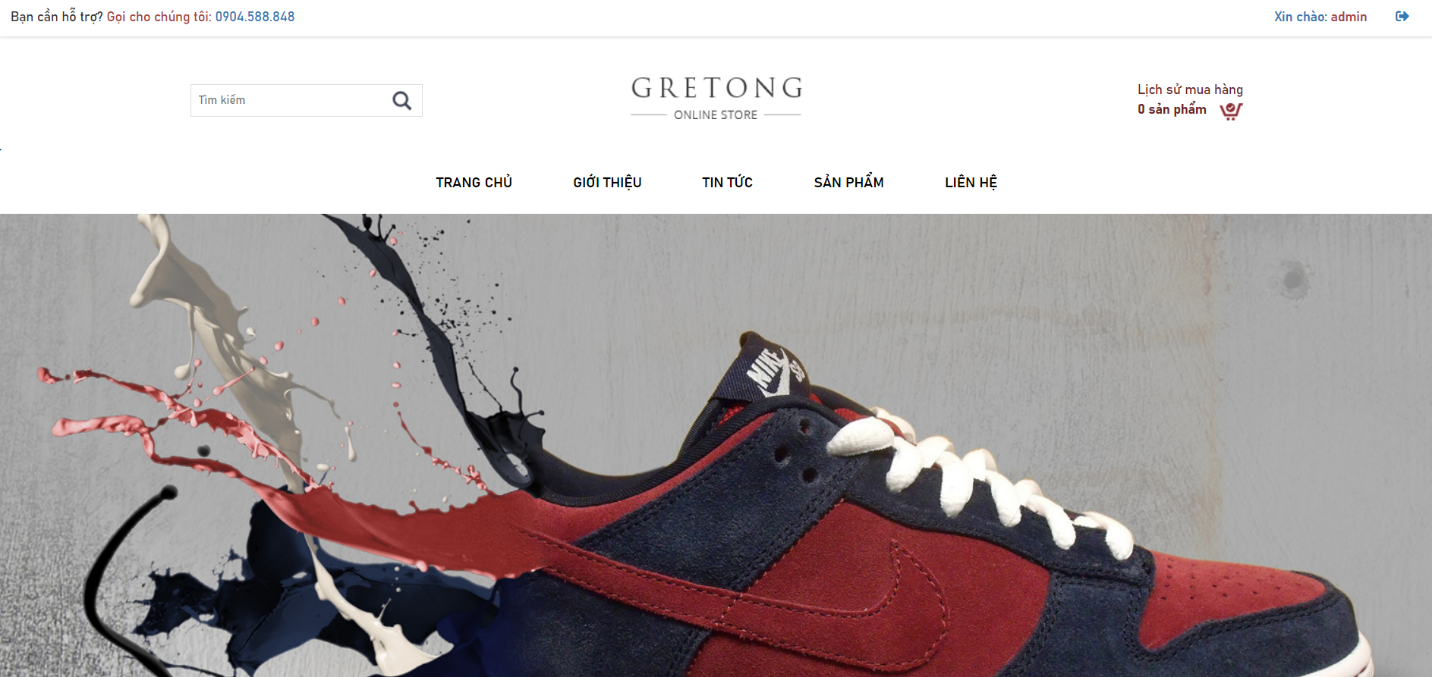 Bạn cần hỗ trợ? Gọi cho chúng tôi: 0904.588.848
Xin chào: admin
Tìm kiếm
GRETONG
ONLINE STORE
Lịch sử mua hàng
0 sản phẩm
TRANG CHỦ GIỚI THIỆU TIN TỨC SẢN PHẨM LIÊN HỆ
NIKE
SB